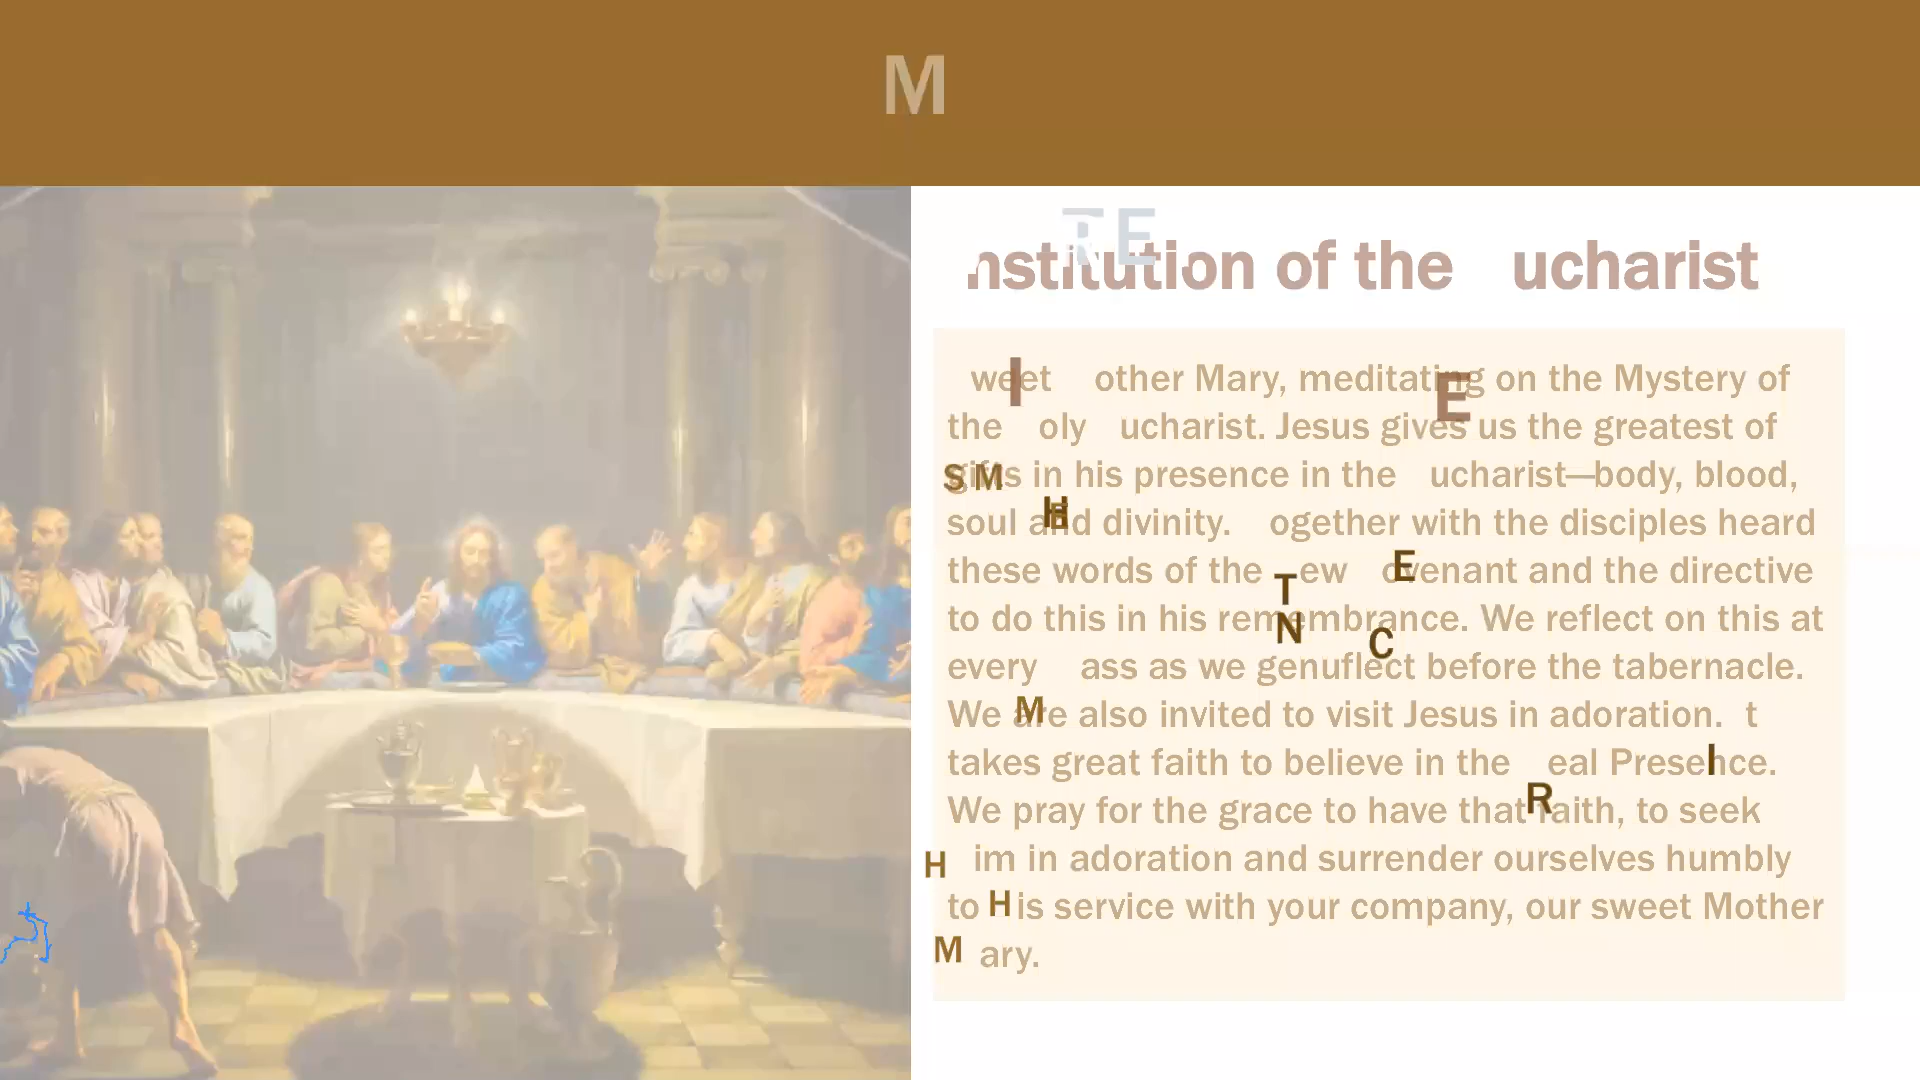 M
T E
R
nstitution of the ucharist
I
E
weet other Mary, meditating on the Mystery of
the oly ucharist. Jesus gives us the greatest of
gifts in his presence in the ucharist—body, blood,
S M
H
E
soul and divinity. ogether with the disciples heard
these words of the ew ovenant and the directive
E
T
to do this in his remembrance. We reflect on this at
N
C
every ass as we genuflect before the tabernacle.
We are also invited to visit Jesus in adoration. t
M
takes great faith to believe in the eal Presence.
I
We pray for the grace to have that faith, to seek
R
im in adoration and surrender ourselves humbly
H
to H is service with your company, our sweet Mother
M ary.